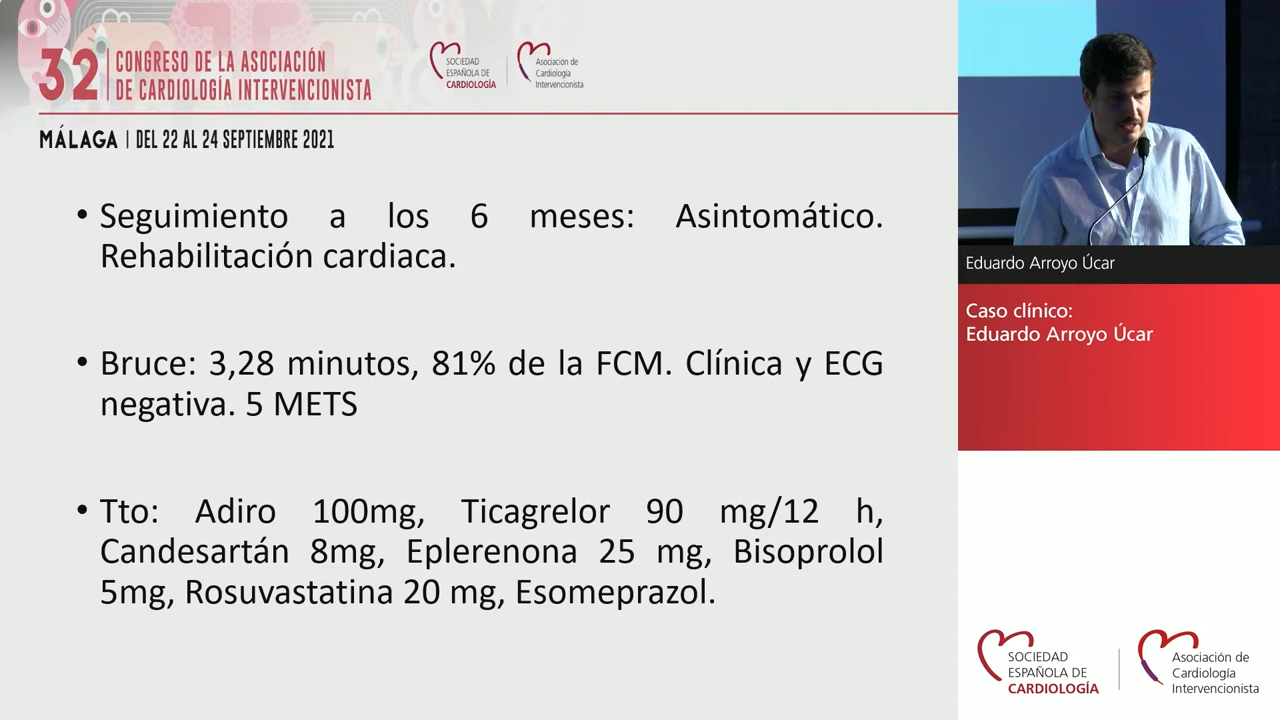 32 CONGRESO DE LA ASOCIACIÓN
DE CARDIOLOGÍA INTERVENCIONISTA
SOCIEDAD
ESPAÑOLA DE
CARDIOLOGÍA
Asociación de
Cardiología
Intervencionista
MÁLAGA | DEL 22 AL 24 SEPTIEMBRE 2021
• Seguimiento a los 6 meses: Asintomático.
Rehabilitación cardiaca.
• Bruce: 3,28 minutos, 81% de la FCM. Clínica y ECG
negativa. 5 METS
• Tto: Adiro 100mg, Ticagrelor 90 mg/12 h,
Candesartán 8mg, Eplerenona 25 mg, Bisoprolol
5mg, Rosuvastatina 20 mg, Esomeprazol.
Eduardo Arroyo Úcar
Caso clínico:
Eduardo Arroyo Úcar
SOCIEDAD
ESPAÑOLA DE
CARDIOLOGÍA
Asociación de
Cardiología
Intervencionista